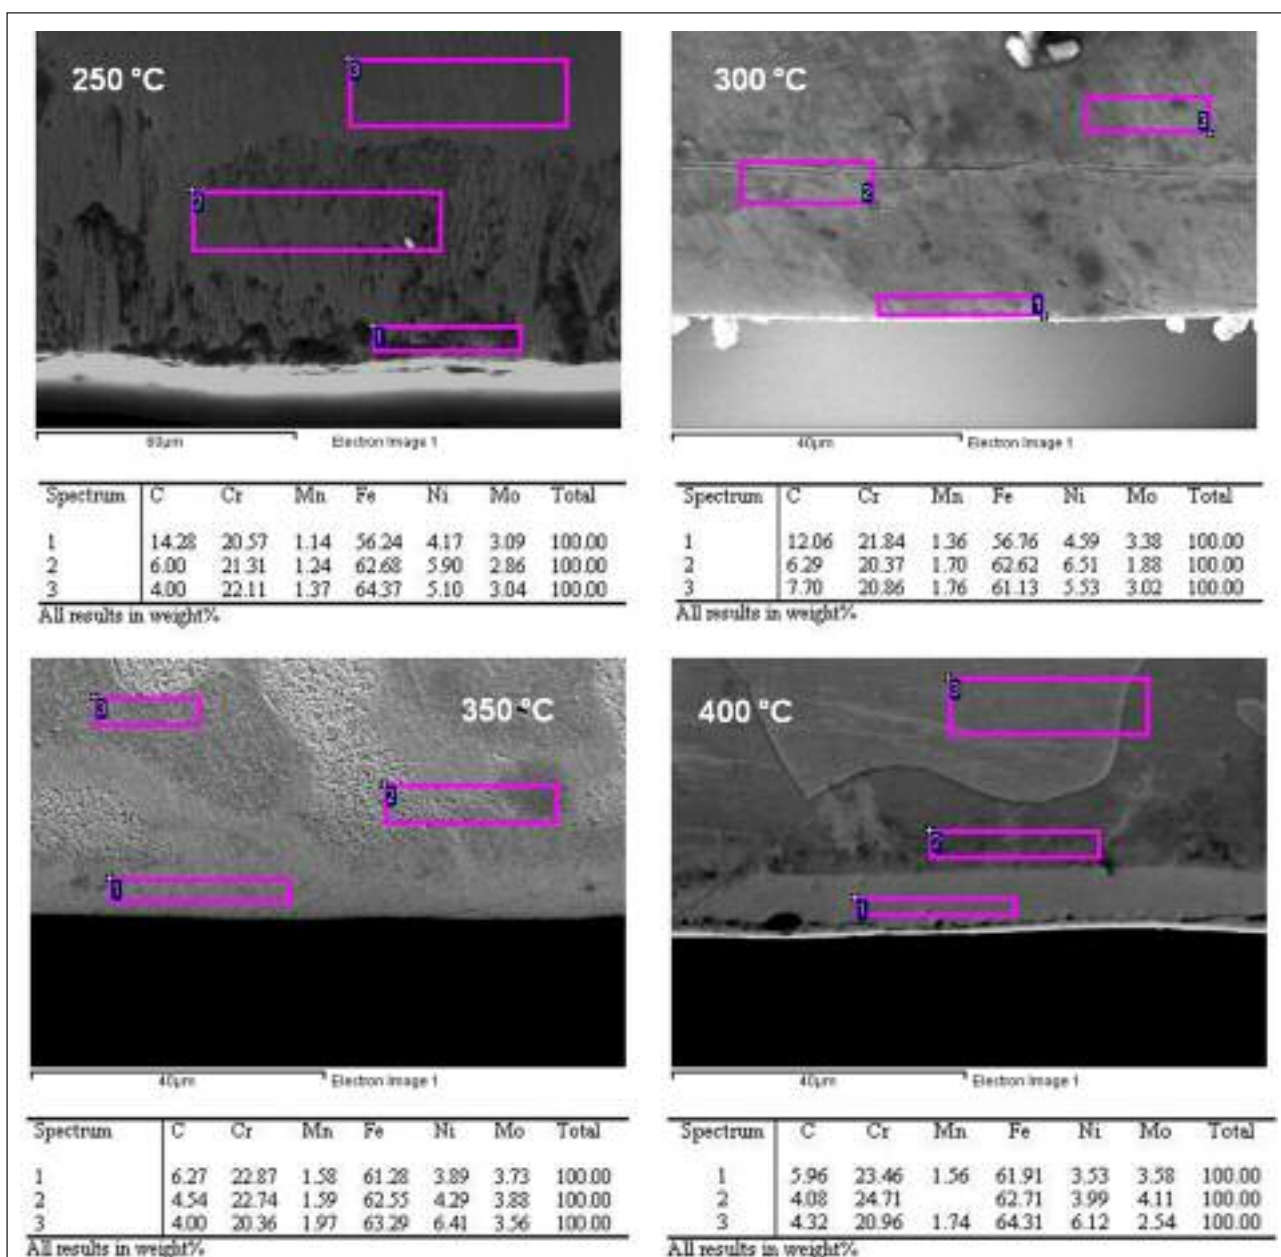 250 °C
3
2
1
60µm Electron Image 1
Spectrum C Cr Mn Fe Ni Mo Total
1 14.28 20.57 1.14 56.24 4.17 3.09 100.00
2 6.00 21.31 1.24 62.68 5.90 2.86 100.00
3 4.00 22.11 1.37 64.37 5.10 3.04 100.00
All results in weight%
300 °C
3
2
1
40µm Electron Image 1
Spectrum C Cr Mn Fe Ni Mo Total
1 12.06 21.84 1.36 56.76 4.59 3.38 100.00
2 6.29 20.37 1.70 62.62 6.51 1.88 100.00
3 7.70 20.86 1.76 61.13 5.53 3.02 100.00
All results in weight%
350 °C
3
2
1
40µm Electron Image 1
Spectrum C Cr Mn Fe Ni Mo Total
1 6.27 22.87 1.58 61.28 3.89 3.73 100.00
2 4.54 22.74 1.59 62.55 4.29 3.88 100.00
3 4.00 20.36 1.97 63.29 6.41 3.56 100.00
All results in weight%
400 °C
3
2
1
40µm Electron Image 1
Spectrum C Cr Mn Fe Ni Mo Total
1 5.96 23.46 1.56 61.91 3.53 3.58 100.00
2 4.08 24.71 62.71 3.99 4.11 100.00
3 4.32 20.96 1.74 64.31 6.12 2.54 100.00
All results in weight%